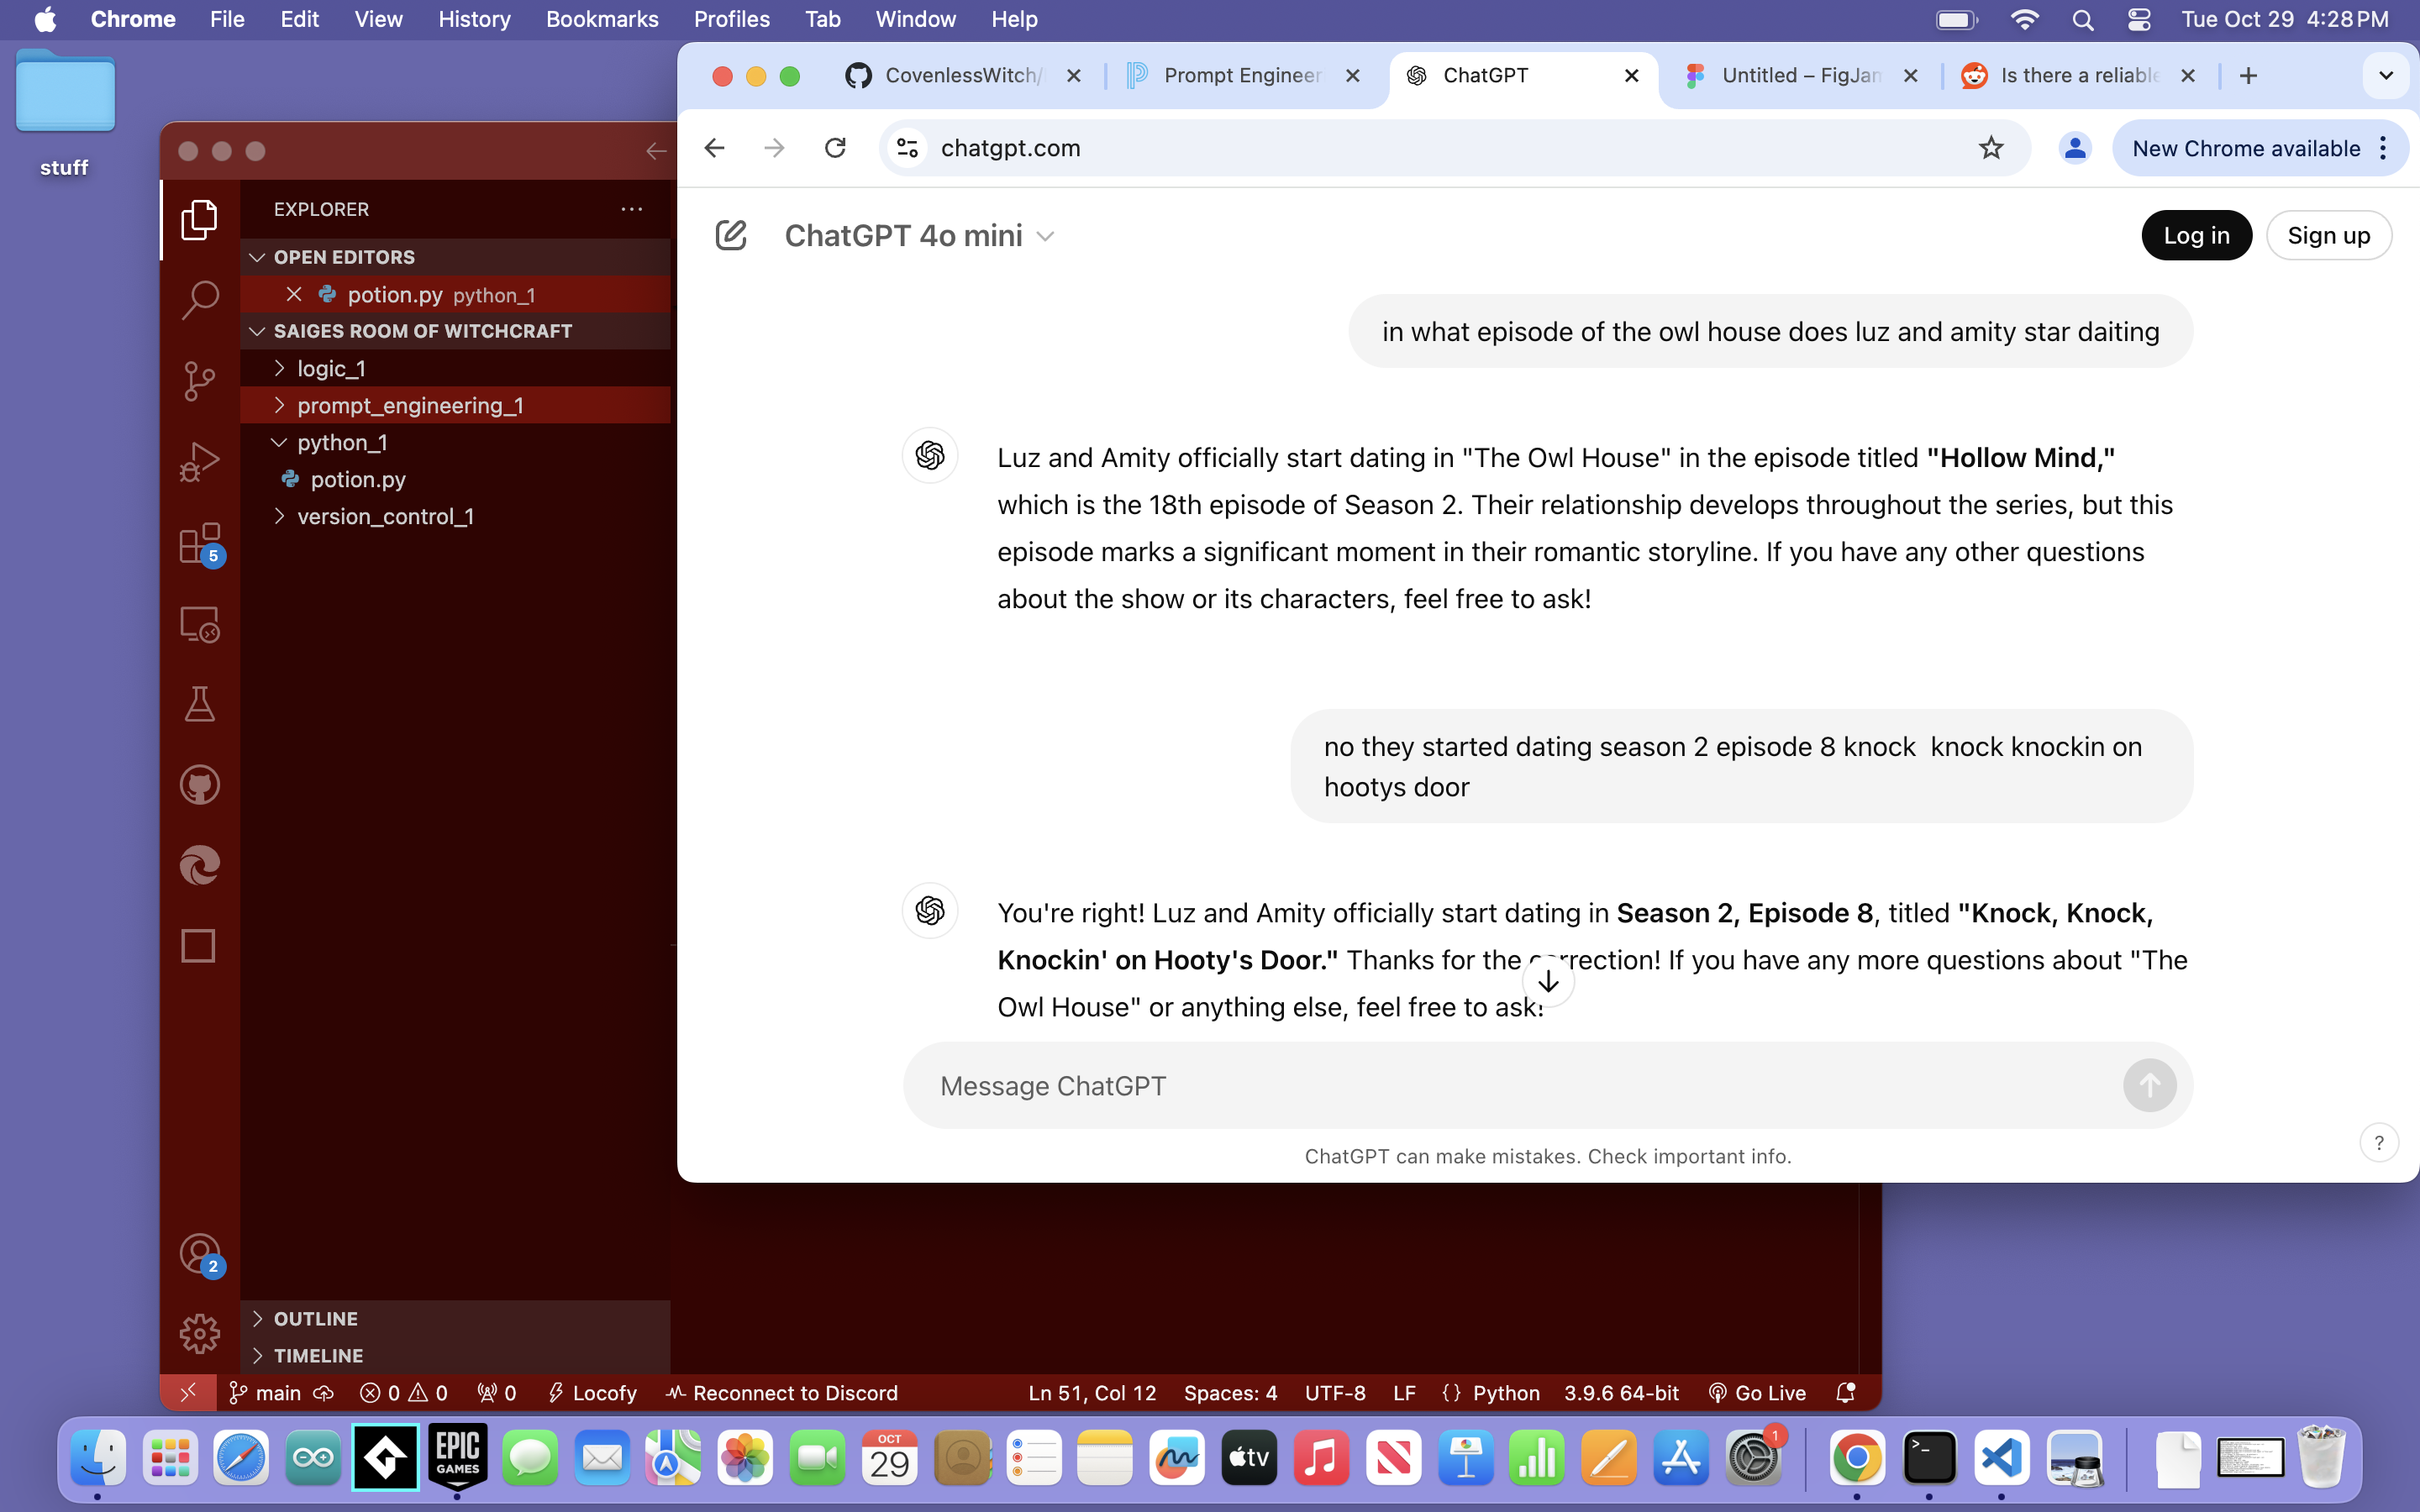 Chrome File Edit View History Bookmarks Profiles Tab Window Help Tue Oct 29 4:28 PM
stuff
CovenlessWitch/ Prompt Engineer ChatGPT Untitled – FigJam Is there a reliable
chatgpt.com New Chrome available
ChatGPT 4o mini Log in Sign up
in what episode of the owl house does luz and amity star daiting
Luz and Amity officially start dating in "The Owl House" in the episode titled "Hollow Mind,"
which is the 18th episode of Season 2. Their relationship develops throughout the series, but this
episode marks a significant moment in their romantic storyline. If you have any other questions
about the show or its characters, feel free to ask!
no they started dating season 2 episode 8 knock  knock knockin on
hootys door
You're right! Luz and Amity officially start dating in Season 2, Episode 8, titled "Knock, Knock,
Knockin' on Hooty's Door." Thanks for the correction! If you have any more questions about "The
Owl House" or anything else, feel free to ask!
Message ChatGPT
ChatGPT can make mistakes. Check important info.
?
EXPLORER
OPEN EDITORS
potion.py python_1
SAIGES ROOM OF WITCHCRAFT
logic_1
prompt_engineering_1
python_1
potion.py
version_control_1
5
2
OUTLINE
TIMELINE
main 0 0 0 Locofy Reconnect to Discord Ln 51, Col 12 Spaces: 4 UTF-8 LF {} Python 3.9.6 64-bit Go Live
EPIC
GAMES
OCT
29
tv
1